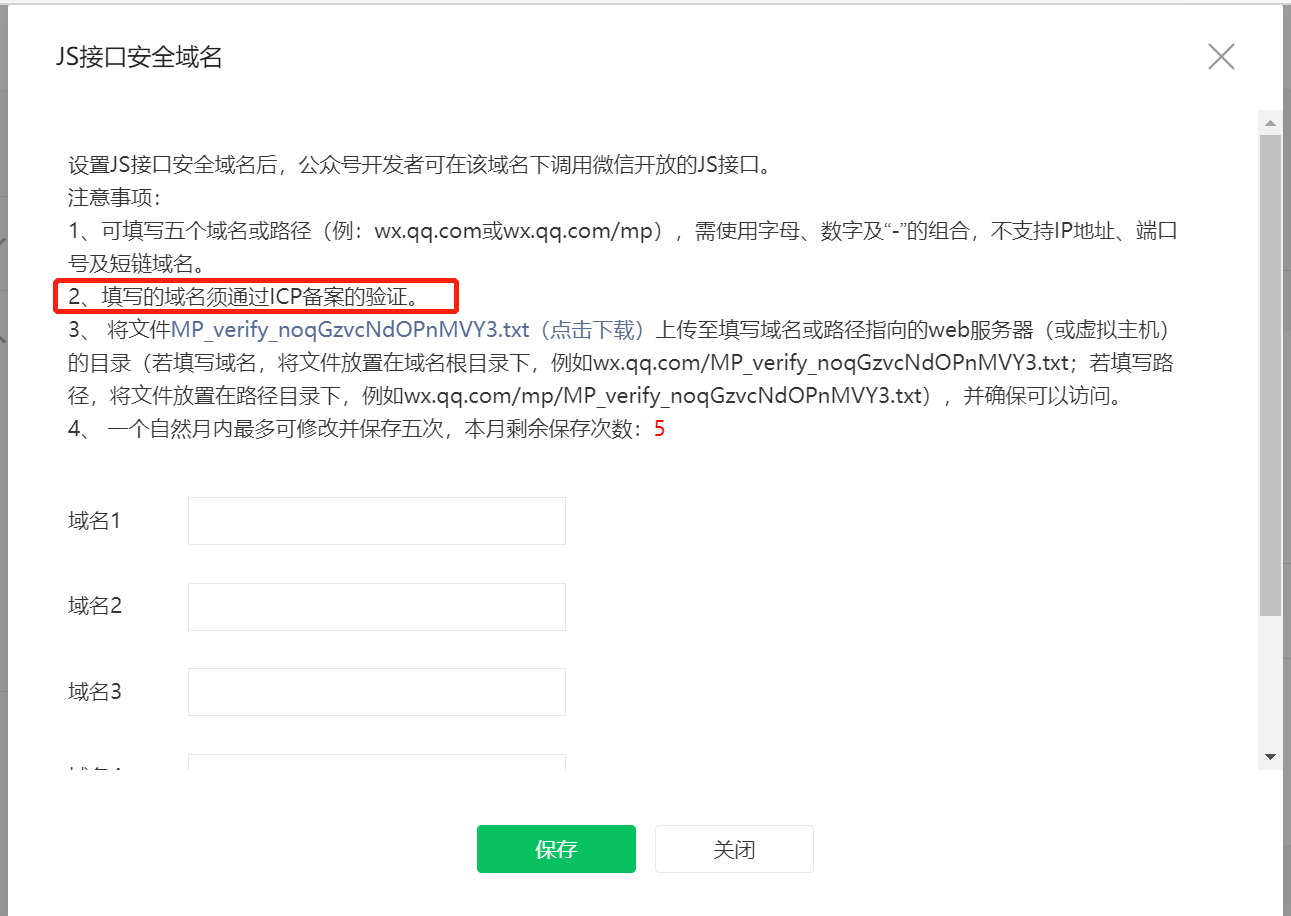 JS接口安全域名
设置JS接口安全域名后，公众号开发者可在该域名下调用微信开放的JS接口。
注意事项：
1、可填写五个域名或路径（例：wx.qq.com或wx.qq.com/mp），需使用字母、数字及“-”的组合，不支持IP地址、端口
号及短链域名。
2、填写的域名须通过ICP备案的验证。
3、 将文件MP_verify_noqGzvcNdOPnMVY3.txt（点击下载）上传至填写域名或路径指向的web服务器（或虚拟主机）
的目录（若填写域名，将文件放置在域名根目录下，例如wx.qq.com/MP_verify_noqGzvcNdOPnMVY3.txt；若填写路
径，将文件放置在路径目录下，例如wx.qq.com/mp/MP_verify_noqGzvcNdOPnMVY3.txt），并确保可以访问。
4、 一个自然月内最多可修改并保存五次，本月剩余保存次数：5
域名1
域名2
域名3
保存
关闭